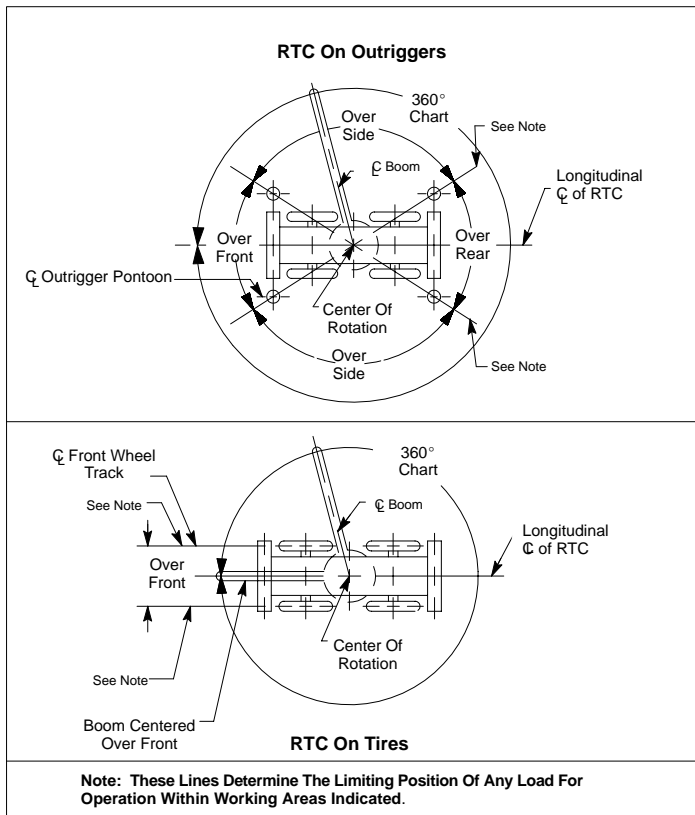 RTC On Outriggers
360°
Chart
Over
Side
See Note
℄ Boom
Longitudinal
℄ of RTC
Over
Front
Over
Rear
℄ Outrigger Pontoon
Center Of
Rotation
Over
Side
See Note
℄ Front Wheel
Track
360°
Chart
See Note
℄ Boom
Longitudinal
℄ of RTC
Over
Front
Center Of
Rotation
See Note
Boom Centered
Over Front
RTC On Tires
Note: These Lines Determine The Limiting Position Of Any Load For
Operation Within Working Areas Indicated.